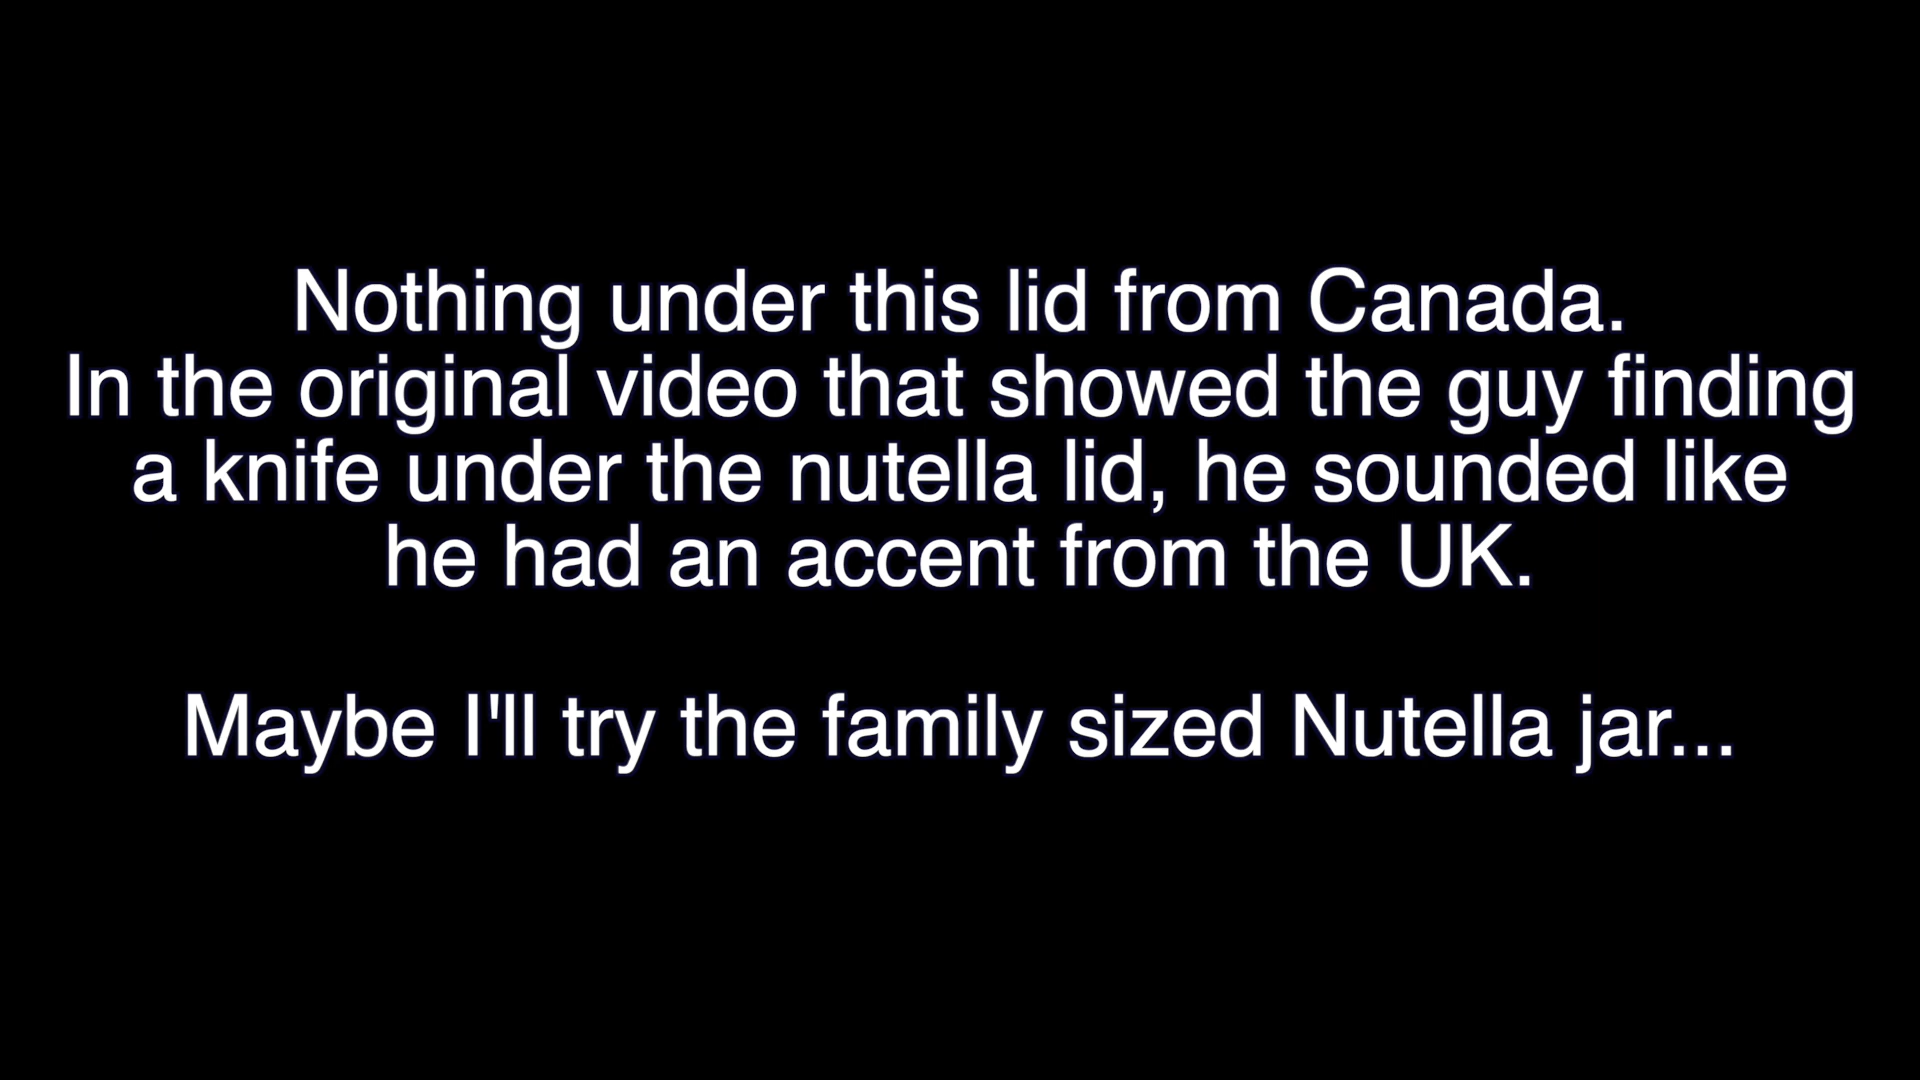 Nothing under this lid from Canada.
In the original video that showed the guy finding
a knife under the nutella lid, he sounded like
he had an accent from the UK.
Maybe I'll try the family sized Nutella jar...